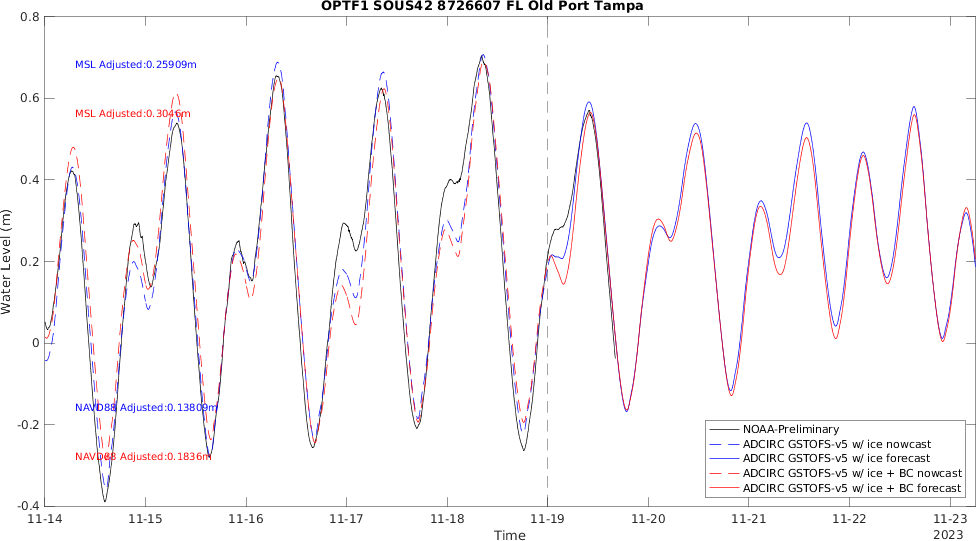 OPTF1 SOUS42 8726607 FL Old Port Tampa
0.8
0.6
0.4
0.2
0
-0.2
-0.4
Water Level (m)
MSL Adjusted:0.25909m
MSL Adjusted:0.3046m
NAVD88 Adjusted:0.13809m
NAVD88 Adjusted:0.1836m
NOAA-Preliminary
ADCIRC GSTOFS-v5 w/ ice nowcast
ADCIRC GSTOFS-v5 w/ ice forecast
ADCIRC GSTOFS-v5 w/ ice + BC nowcast
ADCIRC GSTOFS-v5 w/ ice + BC forecast
11-14 11-15 11-16 11-17 11-18 11-19 11-20 11-21 11-22 11-23
Time
2023